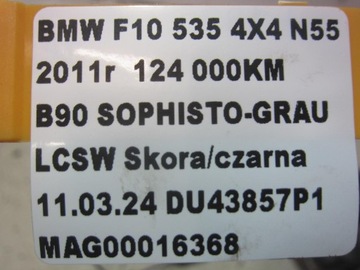 BMW F10 535 4X4 N55
2011r 124 000KM
B90 SOPHISTO-GRAU
LCSW Skora/czarna
11.03.24 DU43857P1
MAG00016368